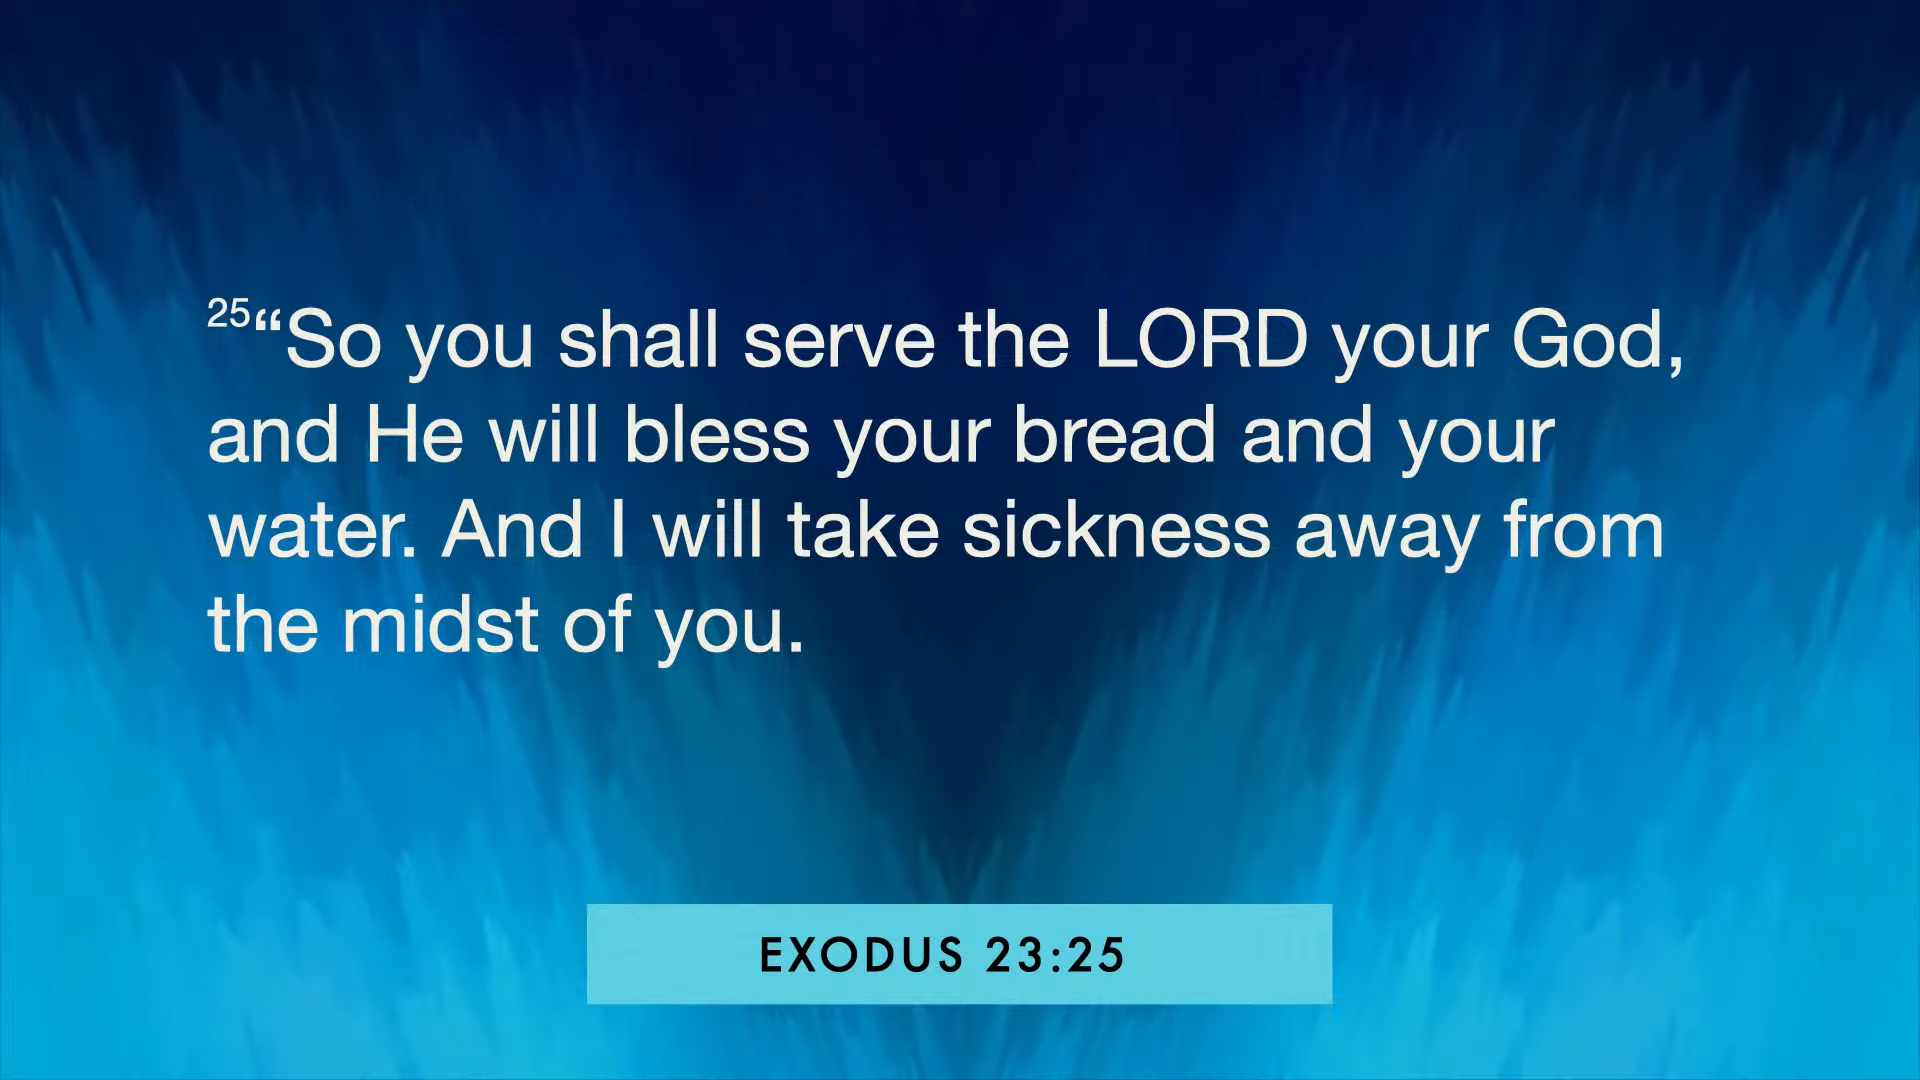 25“So you shall serve the LORD your God,
and He will bless your bread and your
water. And I will take sickness away from
the midst of you.
EXODUS 23:25